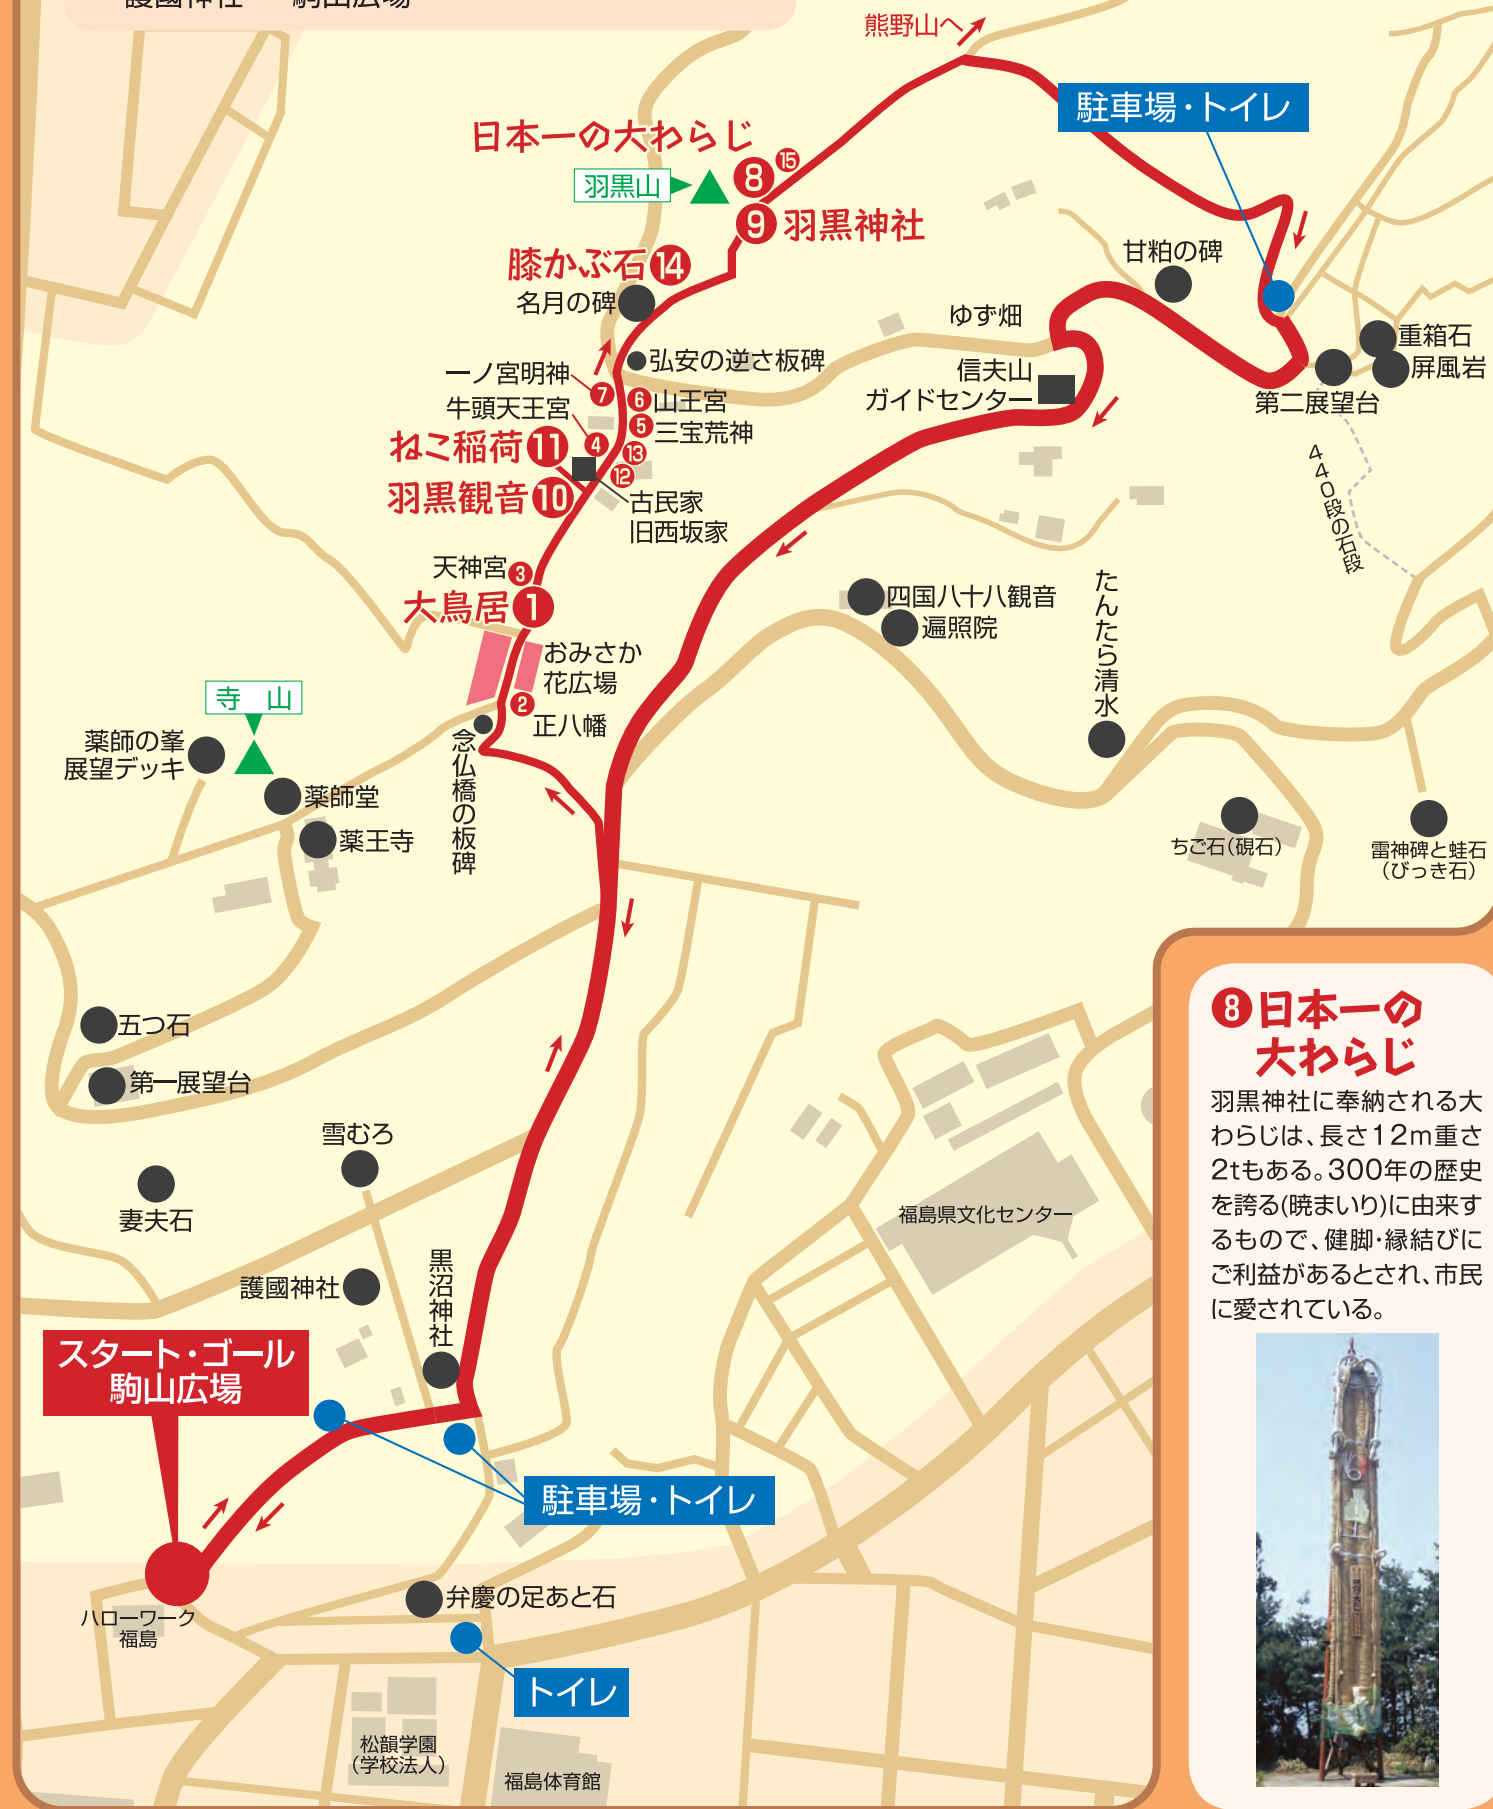 護國神社 駒山広場
熊野山へ
駐車場・トイレ
日本一の大わらじ
8 15
羽黒山
9 羽黒神社
膝かぶ石 14
名月の碑
甘粕の碑
ゆず畑
弘安の逆さ板碑
重箱石
屏風岩
信夫山
ガイドセンター
第二展望台
440段の石段
一ノ宮明神
7
6 山王宮
牛頭天王宮
4
5 三宝荒神
ねこ稲荷 11
13
12
羽黒観音 10
古民家
旧西坂家
天神宮 3
大鳥居 1
おみさか
花広場
2
正八幡
念仏橋の板碑
四国八十八観音
遍照院
たんたら清水
寺 山
薬師の峯
展望デッキ
薬師堂
薬王寺
ちご石(硯石)
雷神碑と蛙石
(びっき石)
五つ石
第一展望台
雪むろ
妻夫石
護國神社
黒沼神社
福島県文化センター
スタート・ゴール
駒山広場
駐車場・トイレ
ハローワーク
福島
弁慶の足あと石
トイレ
松韻学園
(学校法人)
福島体育館
8 日本一の
大わらじ
羽黒神社に奉納される大
わらじは、長さ12m重さ
2tもある。300年の歴史
を誇る(暁まいり)に由来す
るもので、健脚・縁結びに
ご利益があるとされ、市民
に愛されている。